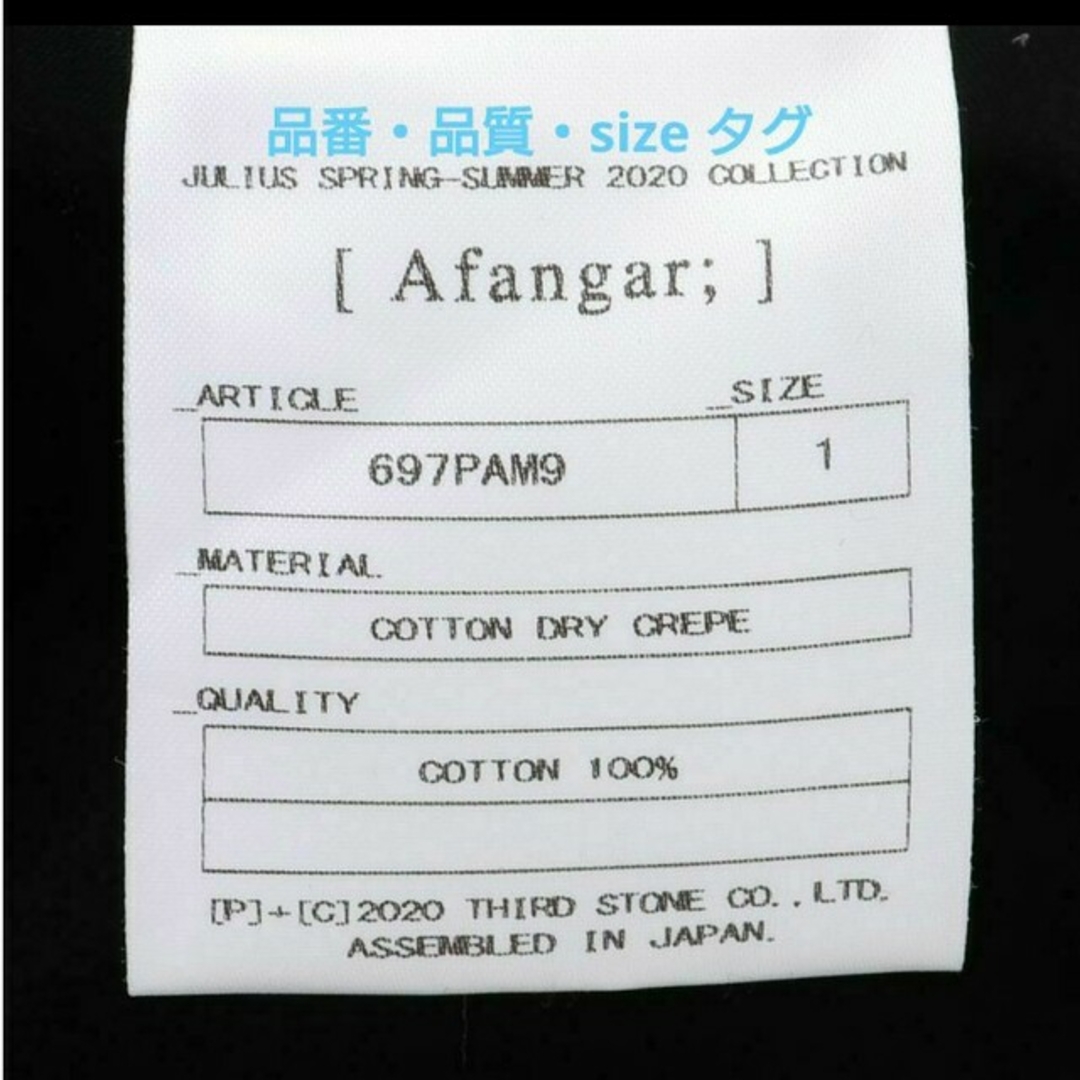 品番・品質・size タグ
JULIUS SPRING-SUMMER 2020 COLLECTION
[ Afangar; ]
_ARTICLE _SIZE
697PAM9 1
_MATERIAL
COTTON DRY CREPE
_QUALITY
COTTON 100%
[P]+[C]2020 THIRD STONE CO.,LTD.
ASSEMBLED IN JAPAN.